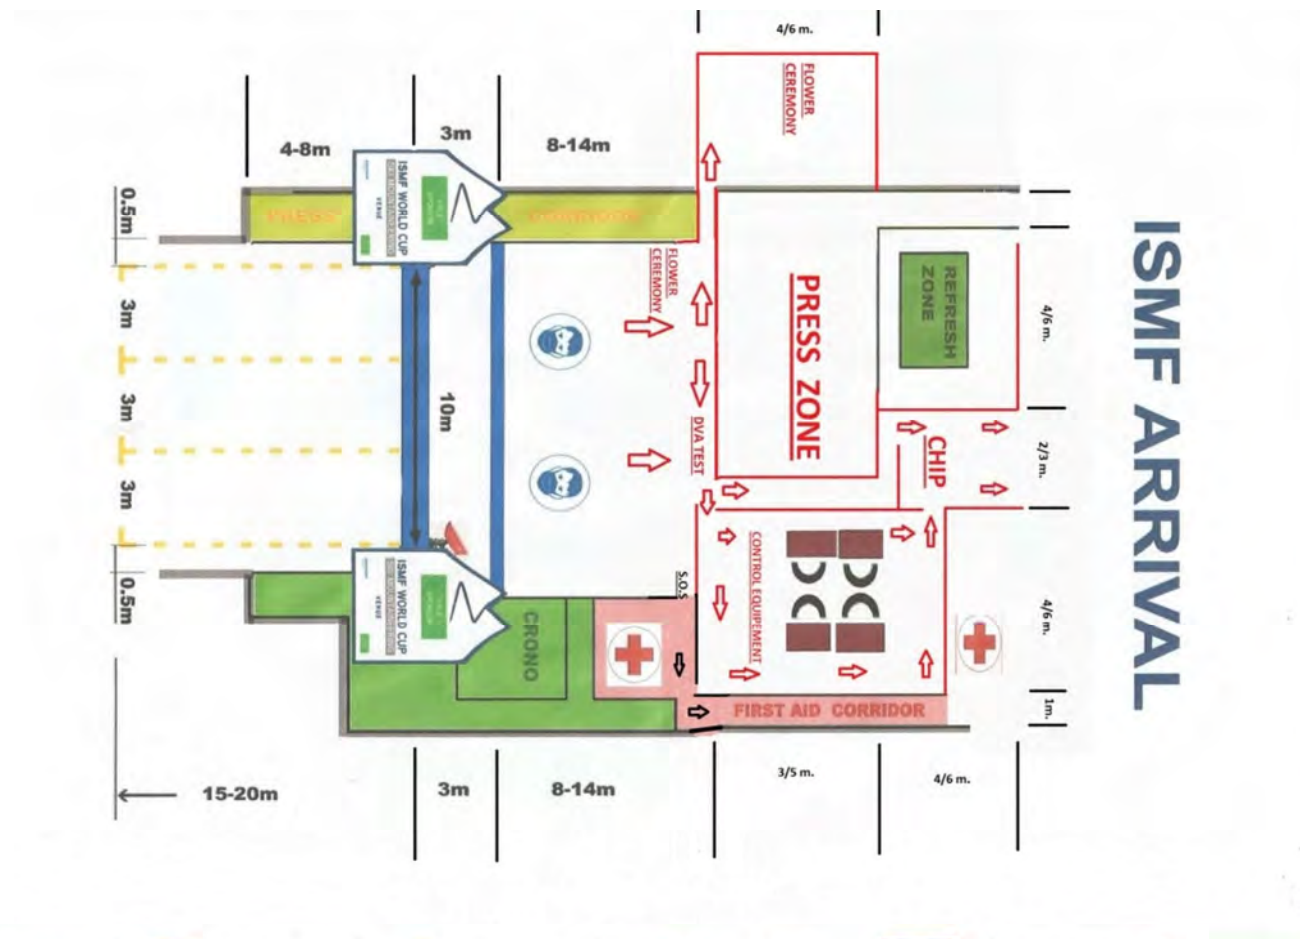 4/6 m.
FLOWER
CEREMONY
3m
4-8m
8-14m
ISMF WORLD CUP
VENUE
PRESS
CORRIDOR
0.5m
3m
3m
3m
0.5m
10m
FLOWER
CEREMONY
DVA TEST
PRESS ZONE
REFRESH
ZONE
CHIP
4/6 m.
2/3 m.
4/6 m.
1m.
ISMF ARRIVAL
CONTROL EQUIPEMENT
S.O.S
ISMF WORLD CUP
VENUE
CRONO
FIRST AID CORRIDOR
15-20m
3m
8-14m
3/5 m.
4/6 m.